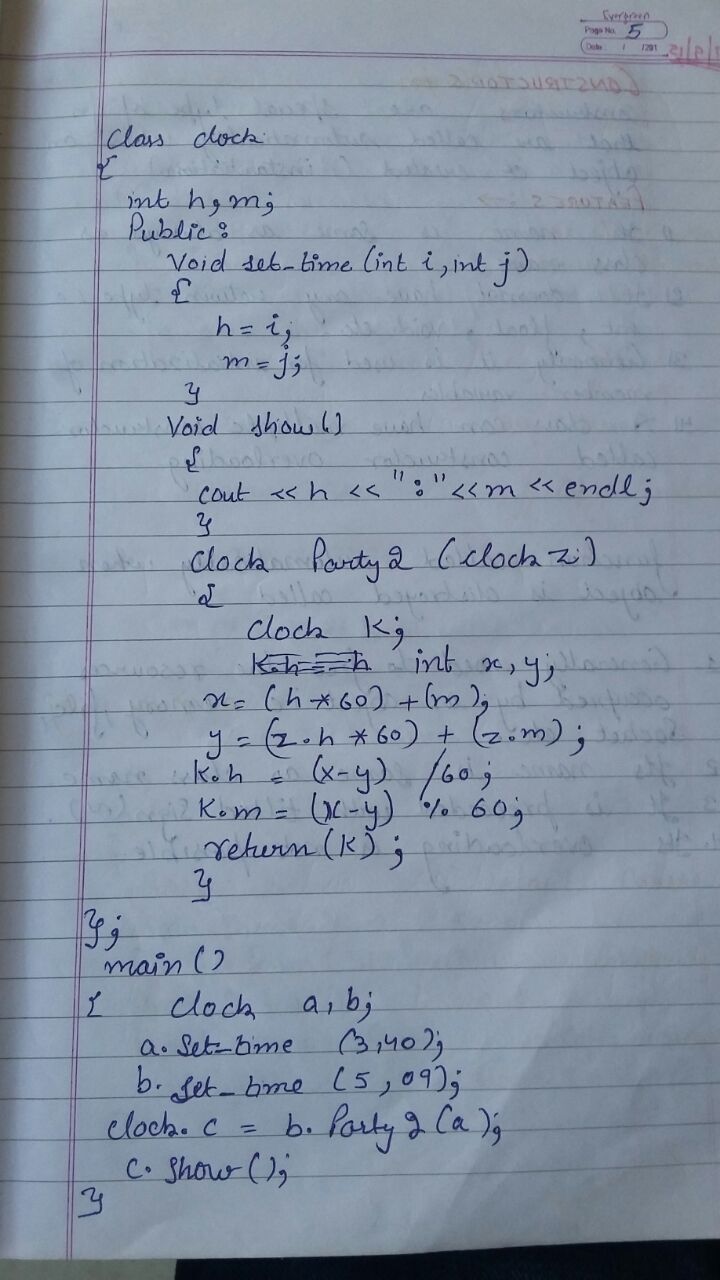 Evergreen
Page No. 5
Date / /201
Class clock
{
int h, m;
Public:
Void set-time (int i, int j)
{
h = i;
m = j;
}
Void show()
{
cout << h << ":" << m << endl;
}
Clock Party2 (clock z)
{
Clock K;
int x, y;
x = (h * 60) + (m);
y = (z.h * 60) + (z.m);
K.h = (x-y) /60;
K.m = (x-y) % 60;
return (K);
}
};
main ()
{ Clock a, b;
a. Set-time (3,40);
b. set_time (5,09);
clock. c = b. Party2 (a);
C. Show ();
}